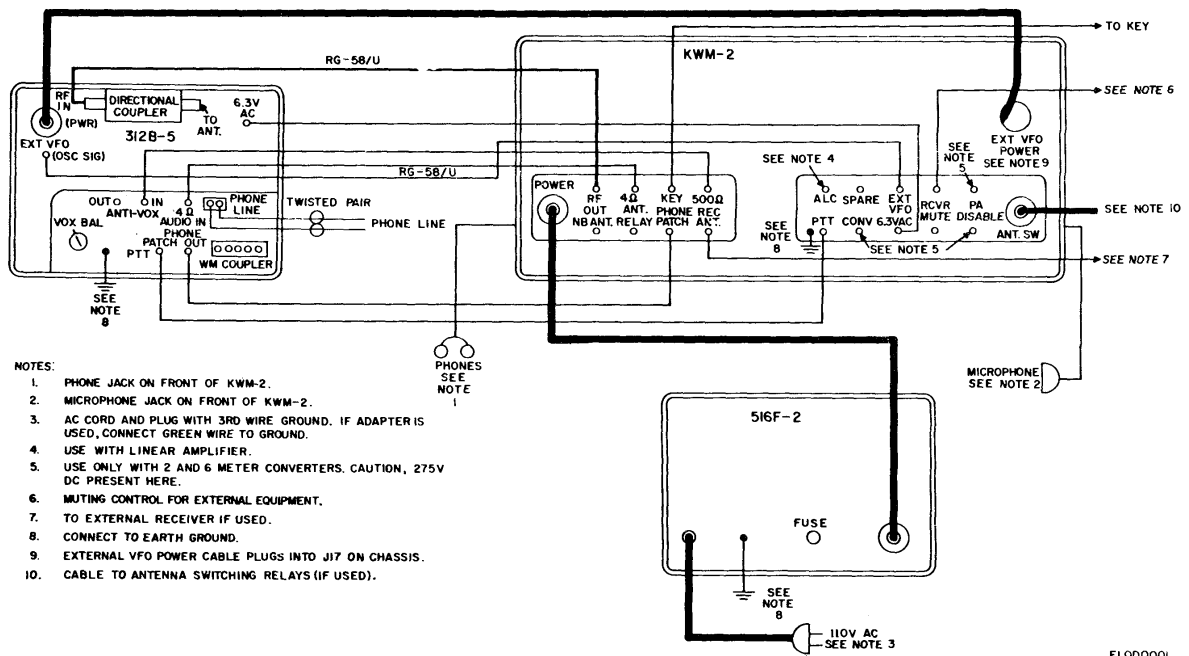 TO KEY
KWM-2
RG-58/U
SEE NOTE 6
RF
IN
DIRECTIONAL
COUPLER
6.3V
AC
(PWR)
TO
ANT.
312B-5
EXT VFO
(OSC SIG)
EXT VFO
POWER
SEE NOTE 9
SEE NOTE 4
SEE
NOTE
5
RG-58/U
OUT
IN
ANTI-VOX
4Ω
AUDIO IN
PHONE
LINE
TWISTED PAIR
PHONE LINE
VOX BAL
PHONE
PATCH OUT
PTT
WM COUPLER
SEE
NOTE
8
POWER
RF
OUT
4Ω
KEY
500Ω
ANT.
PHONE
REC
NB ANT.
RELAY
PATCH
ANT.
ALC
SPARE
EXT
VFO
RCVR
MUTE
PA
DISABLE
SEE
NOTE
8
PTT
CONV
6.3VAC
SEE NOTE 5
ANT. SW
SEE NOTE 10
SEE NOTE 7
PHONES
SEE
NOTE
1
MICROPHONE
SEE NOTE 2
NOTES:
1. PHONE JACK ON FRONT OF KWM-2.
2. MICROPHONE JACK ON FRONT OF KWM-2.
3. AC CORD AND PLUG WITH 3RD WIRE GROUND. IF ADAPTER IS
USED, CONNECT GREEN WIRE TO GROUND.
4. USE WITH LINEAR AMPLIFIER.
5. USE ONLY WITH 2 AND 6 METER CONVERTERS. CAUTION, 275V
DC PRESENT HERE.
6. MUTING CONTROL FOR EXTERNAL EQUIPMENT.
7. TO EXTERNAL RECEIVER IF USED.
8. CONNECT TO EARTH GROUND.
9. EXTERNAL VFO POWER CABLE PLUGS INTO J17 ON CHASSIS.
10. CABLE TO ANTENNA SWITCHING RELAYS (IF USED).
516F-2
FUSE
SEE
NOTE
8
110V AC
SEE NOTE 3